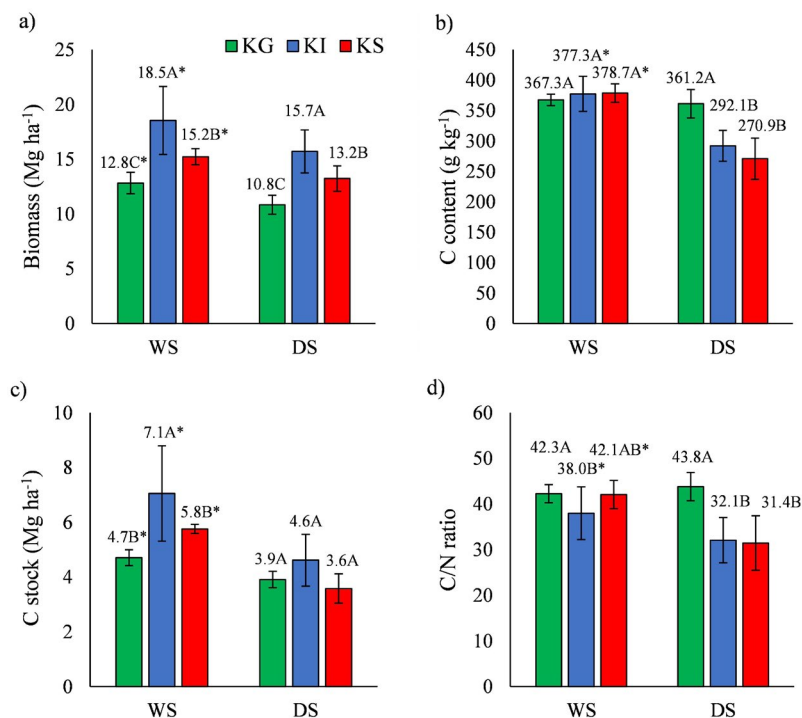 a)
KG KI KS
Biomass (Mg ha⁻¹)
25
20
15
10
5
0
12.8C*
18.5A*
15.2B*
10.8C
15.7A
13.2B
WS DS
b)
C content (g kg⁻¹)
450
400
350
300
250
200
150
100
50
0
367.3A
377.3A*
378.7A*
361.2A
292.1B
270.9B
WS DS
c)
C stock (Mg ha⁻¹)
10
8
6
4
2
0
4.7B*
7.1A*
5.8B*
3.9A
4.6A
3.6A
WS DS
d)
C/N ratio
60
50
40
30
20
10
0
42.3A
38.0B*
42.1AB*
43.8A
32.1B
31.4B
WS DS